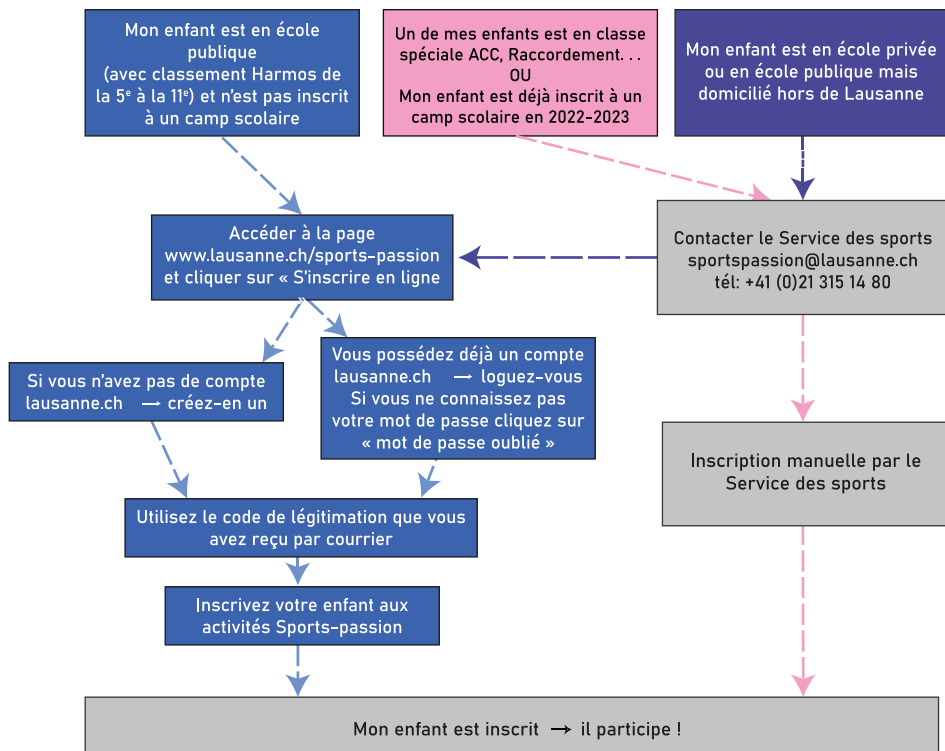 Mon enfant est en école
publique
(avec classement Harmos de
la 5e à la 11e) et n'est pas inscrit
à un camp scolaire
Un de mes enfants est en classe
spéciale ACC, Raccordement. . .
OU
Mon enfant est déjà inscrit à un
camp scolaire en 2022-2023
Mon enfant est en école privée
ou en école publique mais
domicilié hors de Lausanne
Accéder à la page
www.lausanne.ch/sports-passion
et cliquer sur « S'inscrire en ligne
Contacter le Service des sports
sportspassion@lausanne.ch
tél: +41 (0)21 315 14 80
Si vous n'avez pas de compte
lausanne.ch → créez-en un
Vous possédez déjà un compte
lausanne.ch → loguez-vous
Si vous ne connaissez pas
votre mot de passe cliquez sur
« mot de passe oublié »
Inscription manuelle par le
Service des sports
Utilisez le code de légitimation que vous
avez reçu par courrier
Inscrivez votre enfant aux
activités Sports-passion
Mon enfant est inscrit → il participe !